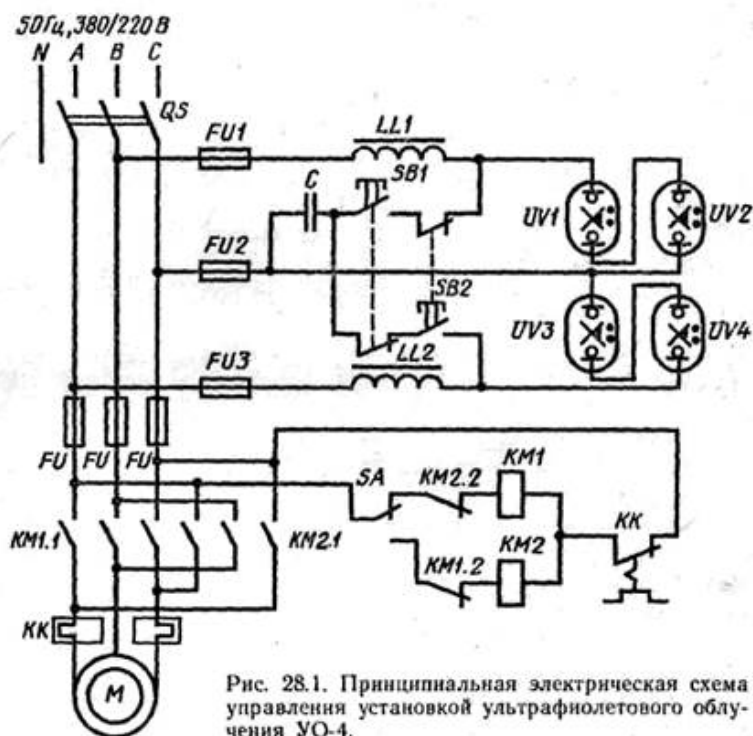 50Гц,380/220 В
N A B C
QS
FU1
LL1
C
SB1
UV1
UV2
FU2
SB2
UV3
UV4
LL2
FU3
FU FU FU
SA
KM2.2
KM1
KM1.1
KM2.1
KM1.2
KM2
KK
KK
M
Рис. 28.1. Принципиальная электрическая схема
управления установкой ультрафиолетового облу-
чения УО-4.